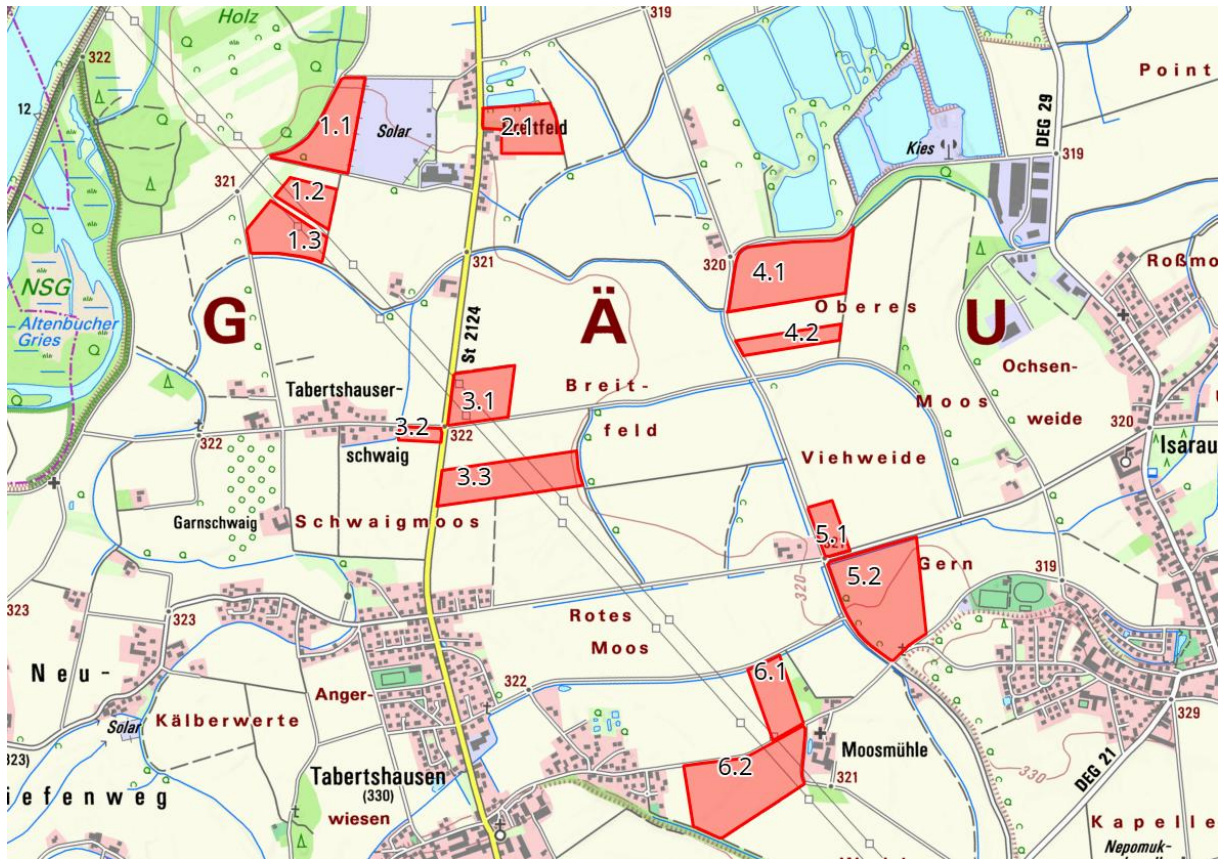 Holz
319
322
12
1.1
Solar
2.1
Point
DEG 29
Kies
319
321
1.2
1.3
321
320
4.1
Roßmo
NSG
Altenbucher
Gries
G
Ä
U
Oberes
St 2124
4.2
Ochsen-
Moos
weide
Tabertshauser-
schwaig
3.1
Breit-
feld
3.2
322
322
320
Isarau
Viehweide
3.3
Garnschwaig
Schwaigmoos
5.1
5.2
Gern
320
319
323
323
Rotes
Moos
Neu-
Anger-
322
6.1
Kälberwerte
Solar
329
Moosmühle
6.2
321
330
DEG 21
Tabertshausen
(330)
wiesen
323)
iefenweg
Kapelle
Nepomuk-